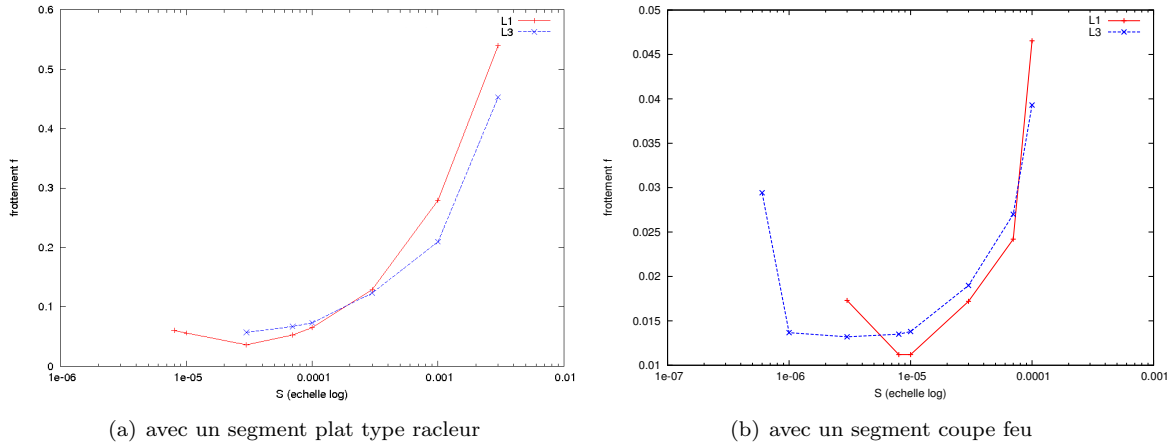 0.6
0.5
0.4
0.3
0.2
0.1
0
frottement f
1e-06
1e-05
0.0001
0.001
0.01
S (echelle log)
L1
L3
(a) avec un segment plat type racleur
0.05
0.045
0.04
0.035
0.03
0.025
0.02
0.015
0.01
frottement f
1e-07
1e-06
1e-05
0.0001
0.001
S (echelle log)
L1
L3
(b) avec un segment coupe feu